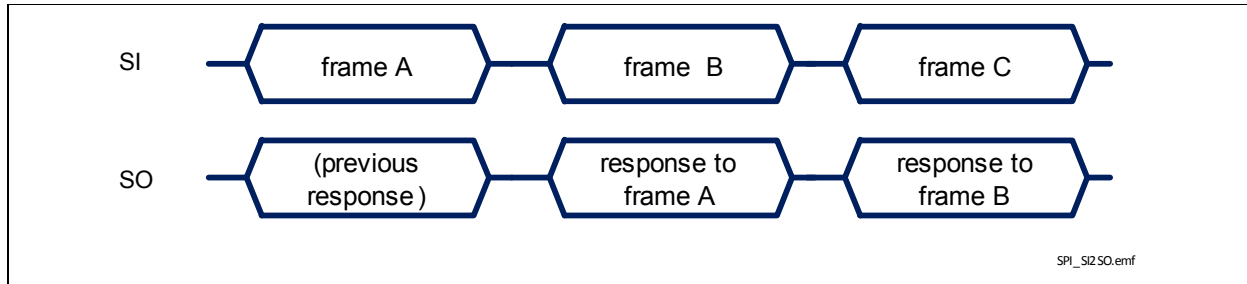 SI
frame A
frame B
frame C
SO
(previous
response)
response to
frame A
response to
frame B
SPI_SI2SO.emf